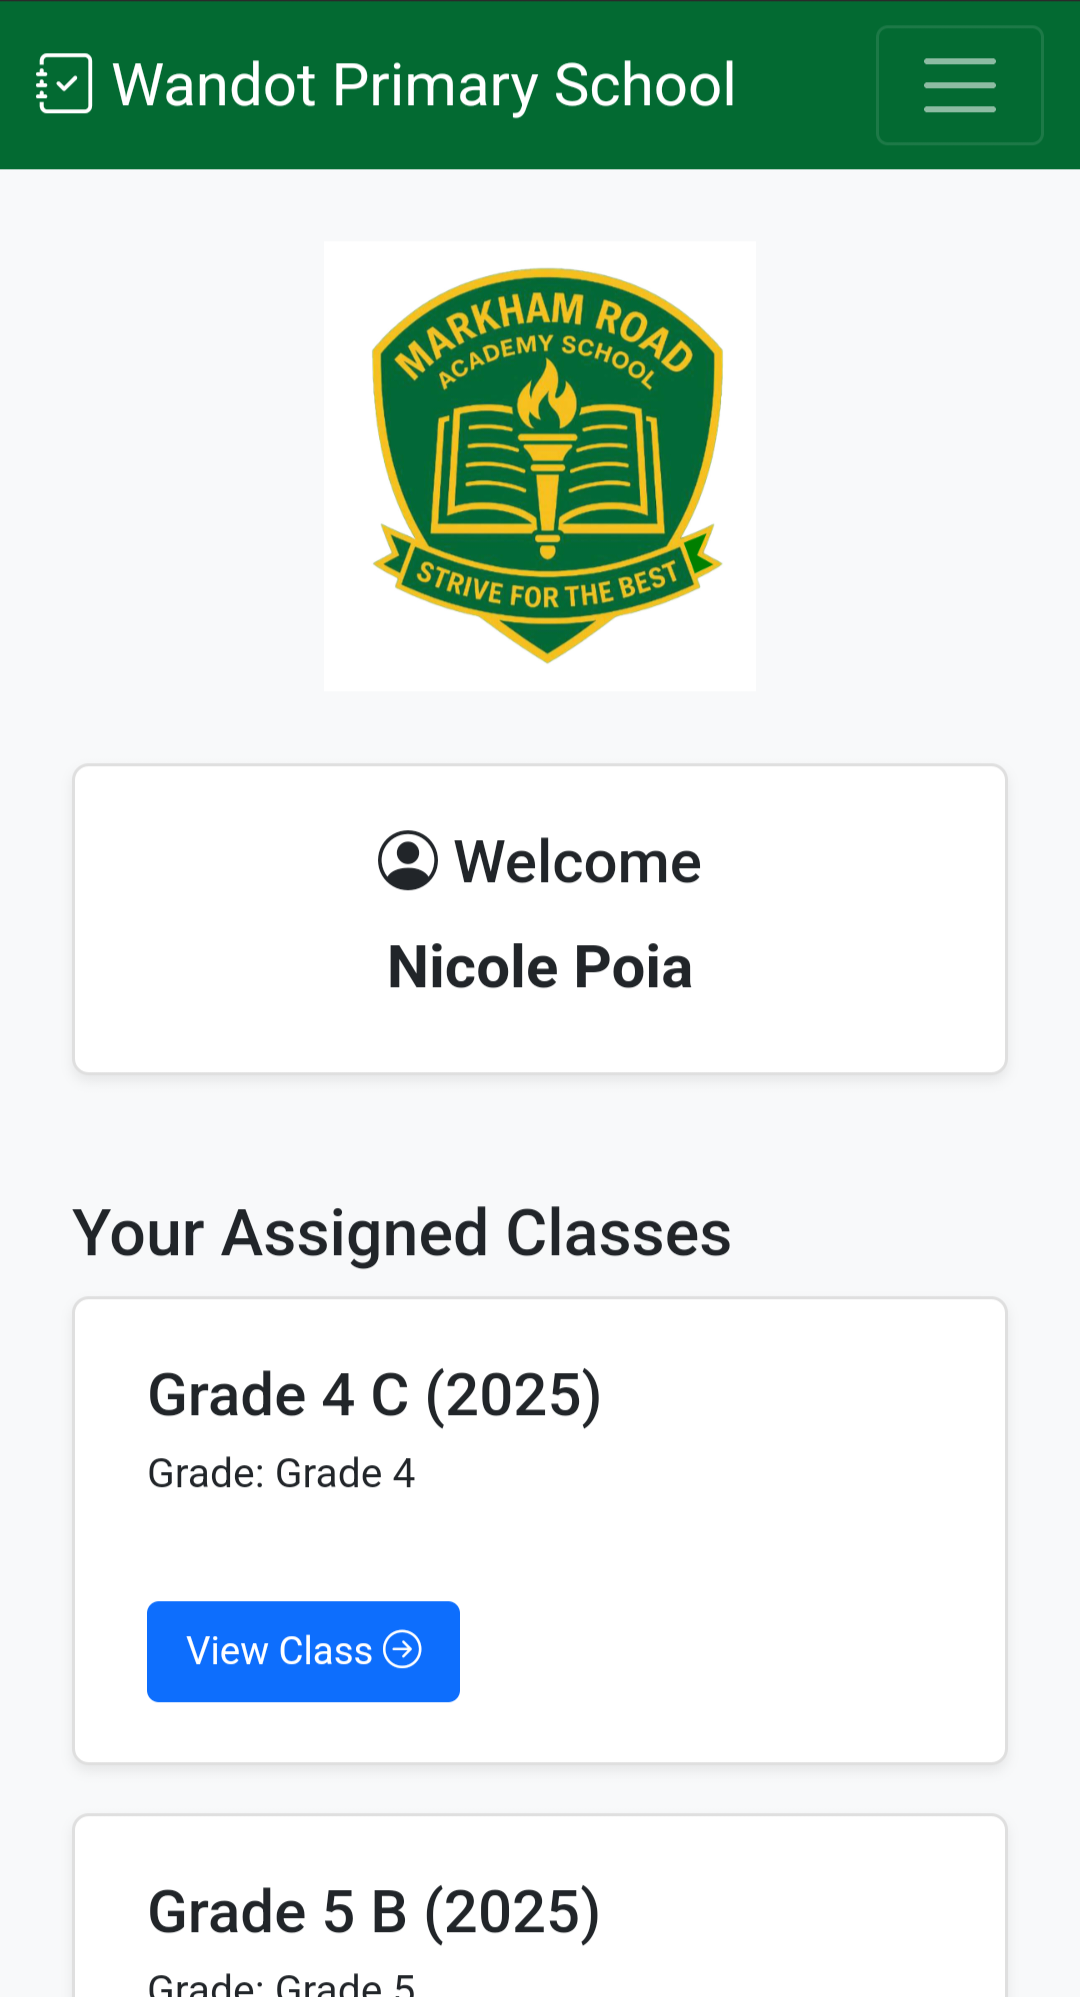 Wandot Primary School
MARKHAM ROAD
ACADEMY SCHOOL
STRIVE FOR THE BEST
Welcome
Nicole Poia
Your Assigned Classes
Grade 4 C (2025)
Grade: Grade 4
View Class
Grade 5 B (2025)
Grade: Grade 5